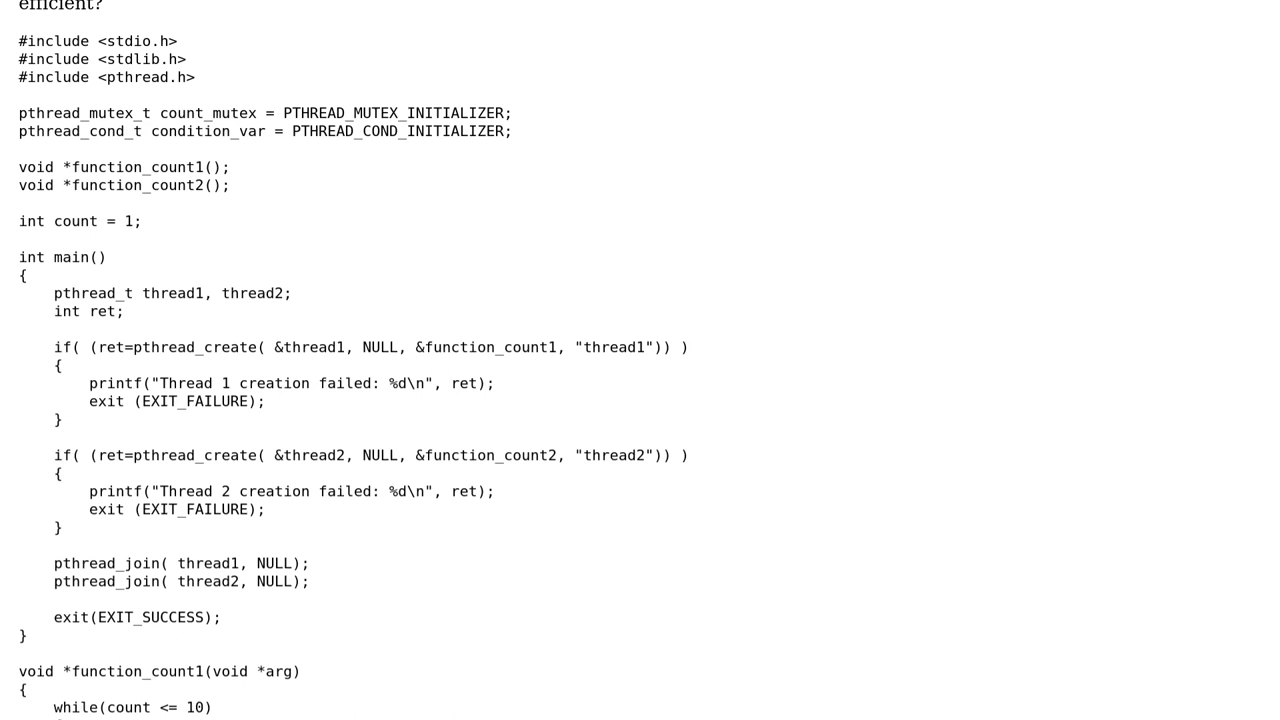 efficient?
#include <stdio.h>
#include <stdlib.h>
#include <pthread.h>
pthread_mutex_t count_mutex = PTHREAD_MUTEX_INITIALIZER;
pthread_cond_t condition_var = PTHREAD_COND_INITIALIZER;
void *function_count1();
void *function_count2();
int count = 1;
int main()
{
    pthread_t thread1, thread2;
    int ret;
    if( (ret=pthread_create( &thread1, NULL, &function_count1, "thread1")) )
    {
        printf("Thread 1 creation failed: %d\n", ret);
        exit (EXIT_FAILURE);
    }
    if( (ret=pthread_create( &thread2, NULL, &function_count2, "thread2")) )
    {
        printf("Thread 2 creation failed: %d\n", ret);
        exit (EXIT_FAILURE);
    }
    pthread_join( thread1, NULL);
    pthread_join( thread2, NULL);
    exit(EXIT_SUCCESS);
}
void *function_count1(void *arg)
{
    while(count <= 10)